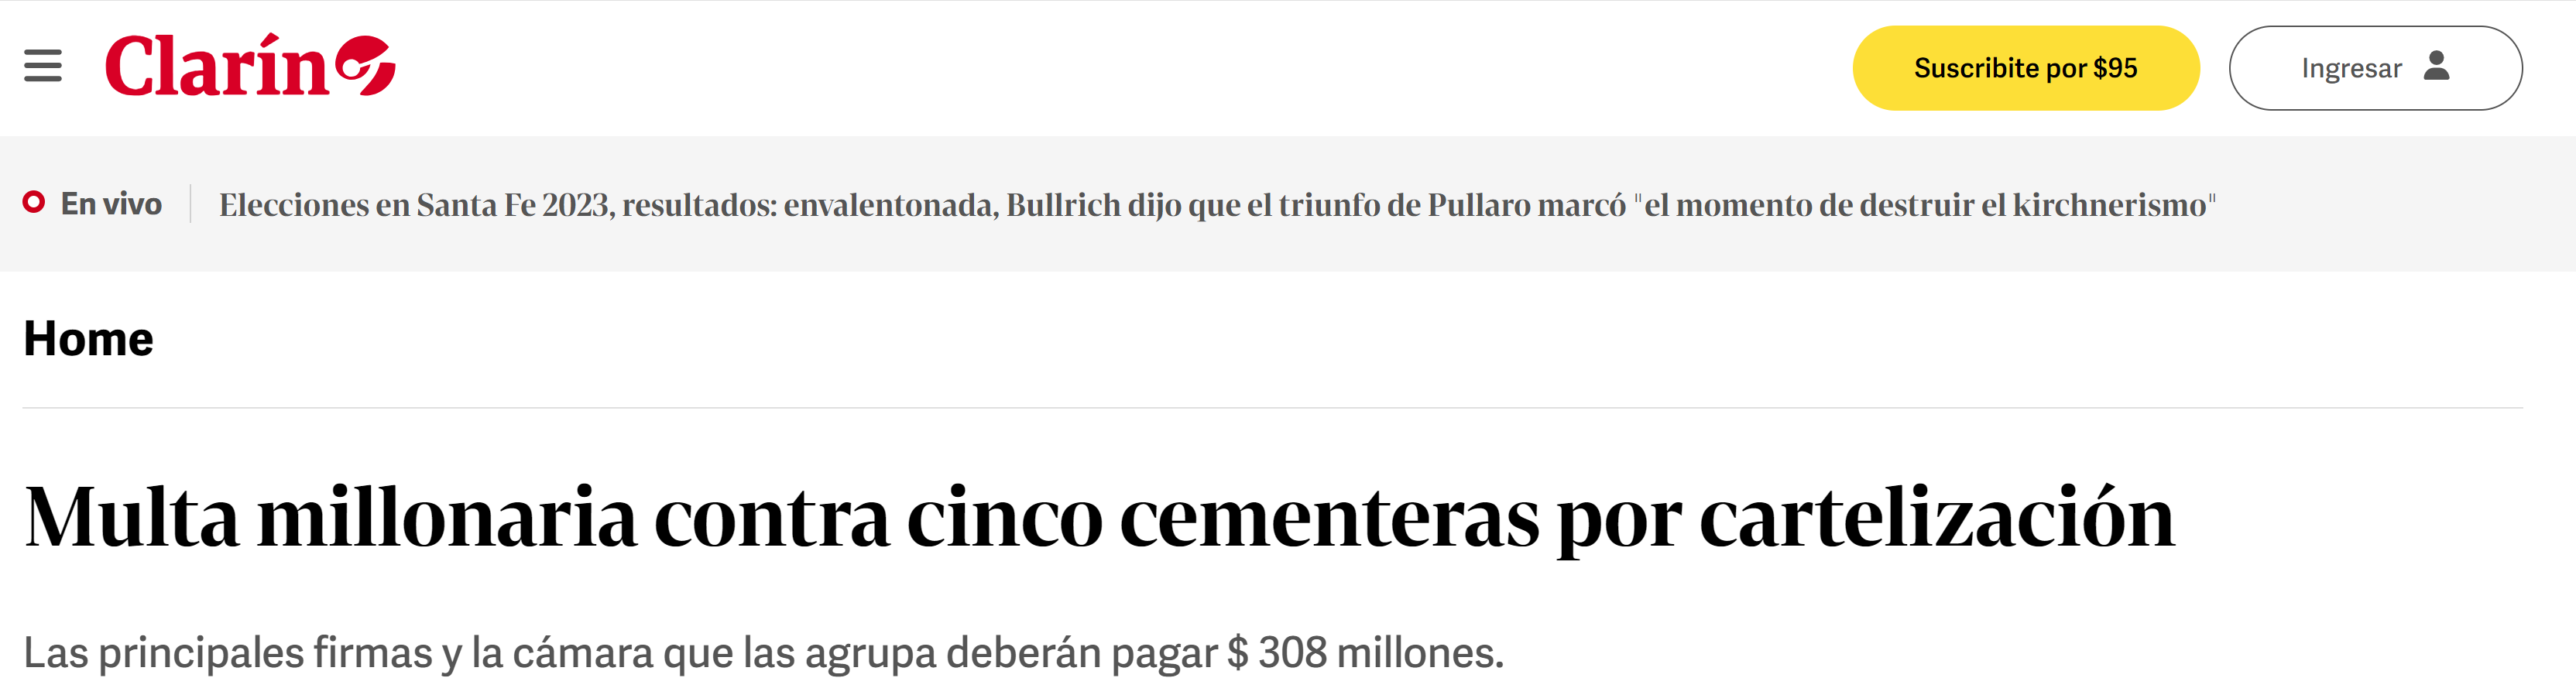 Clarín
Suscribite por $95
Ingresar
En vivo
Elecciones en Santa Fe 2023, resultados: envalentonada, Bullrich dijo que el triunfo de Pullaro marcó "el momento de destruir el kirchnerismo"
Home
Multa millonaria contra cinco cementeras por cartelización
Las principales firmas y la cámara que las agrupa deberán pagar $ 308 millones.